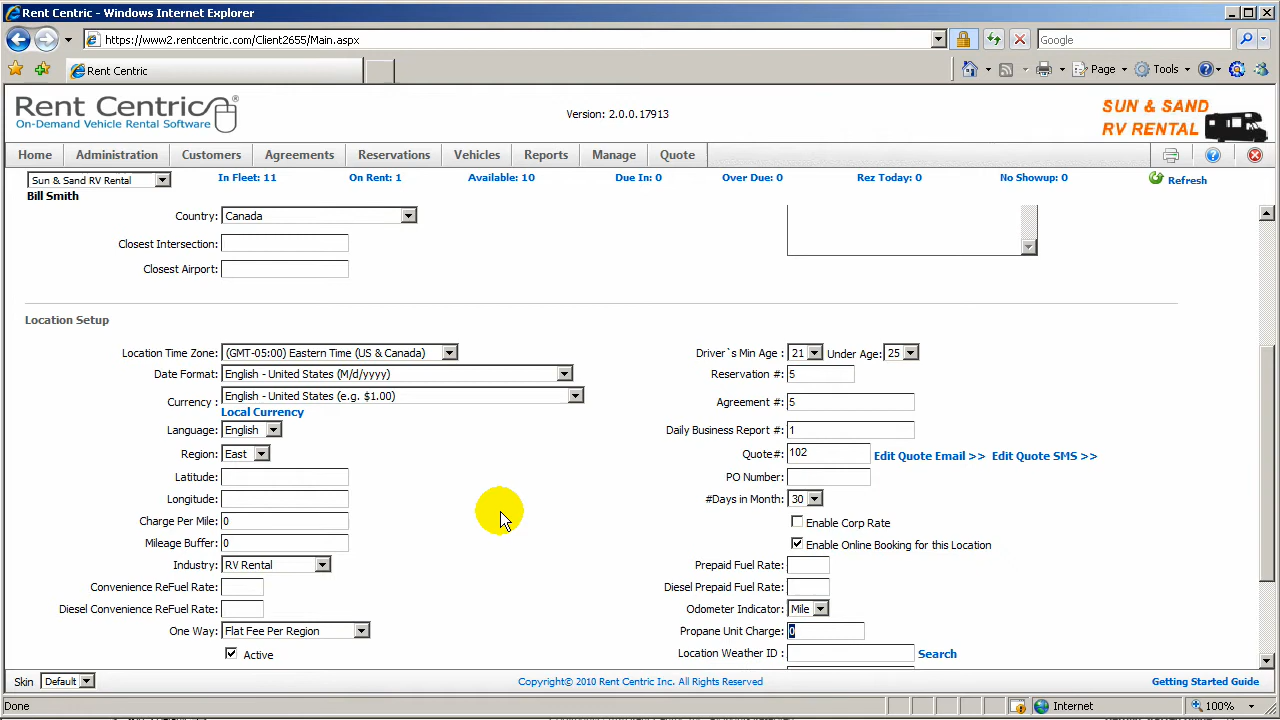 Rent Centric - Windows Internet Explorer
https://www2.rentcentric.com/Client2655/Main.aspx
Google
Rent Centric
Page
Tools
Rent Centric
On-Demand Vehicle Rental Software
Version: 2.0.0.17913
SUN & SAND
RV RENTAL
Home
Administration
Customers
Agreements
Reservations
Vehicles
Reports
Manage
Quote
Sun & Sand RV Rental
In Fleet: 11
On Rent: 1
Available: 10
Due In: 0
Over Due: 0
Rez Today: 0
No Showup: 0
Refresh
Bill Smith
Country: Canada
Closest Intersection:
Closest Airport:
Location Setup
Location Time Zone: (GMT-05:00) Eastern Time (US & Canada)
Driver`s Min Age : 21 Under Age: 25
Date Format: English - United States (M/d/yyyy)
Reservation #: 5
Currency : English - United States (e.g. $1.00)
Local Currency
Agreement #: 5
Language: English
Daily Business Report #: 1
Region: East
Quote#: 102 Edit Quote Email >> Edit Quote SMS >>
Latitude:
PO Number:
Longitude:
#Days in Month: 30
Charge Per Mile: 0
Enable Corp Rate
Mileage Buffer: 0
Enable Online Booking for this Location
Industry: RV Rental
Prepaid Fuel Rate:
Convenience ReFuel Rate:
Diesel Prepaid Fuel Rate:
Diesel Convenience ReFuel Rate:
Odometer Indicator: Mile
One Way: Flat Fee Per Region
Propane Unit Charge: 0
Active
Location Weather ID : Search
Skin Default
Copyright© 2010 Rent Centric Inc. All Rights Reserved
Getting Started Guide
Done
Internet
100%